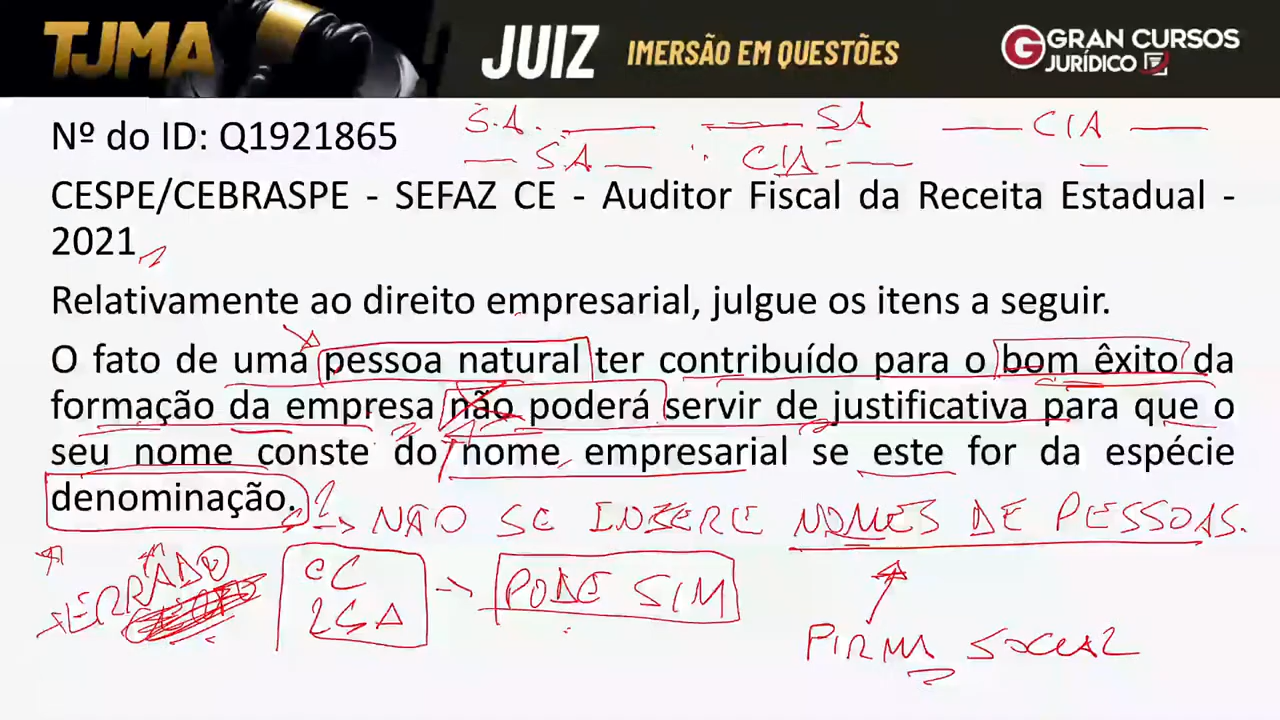 TJMA
JUIZ IMERSÃO EM QUESTÕES
GRAN CURSOS
JURÍDICO
Nº do ID: Q1921865
S.A. SA CIA
SA CIA
CESPE/CEBRASPE - SEFAZ CE - Auditor Fiscal da Receita Estadual -
2021
Relativamente ao direito empresarial, julgue os itens a seguir.
O fato de uma pessoa natural ter contribuído para o bom êxito da
formação da empresa não poderá servir de justificativa para que o
seu nome conste do nome empresarial se este for da espécie
denominação.
NÃO SE INSERE NOMES DE PESSOAS.
ERRADO
PODE SIM
FIRMA SOCIAL